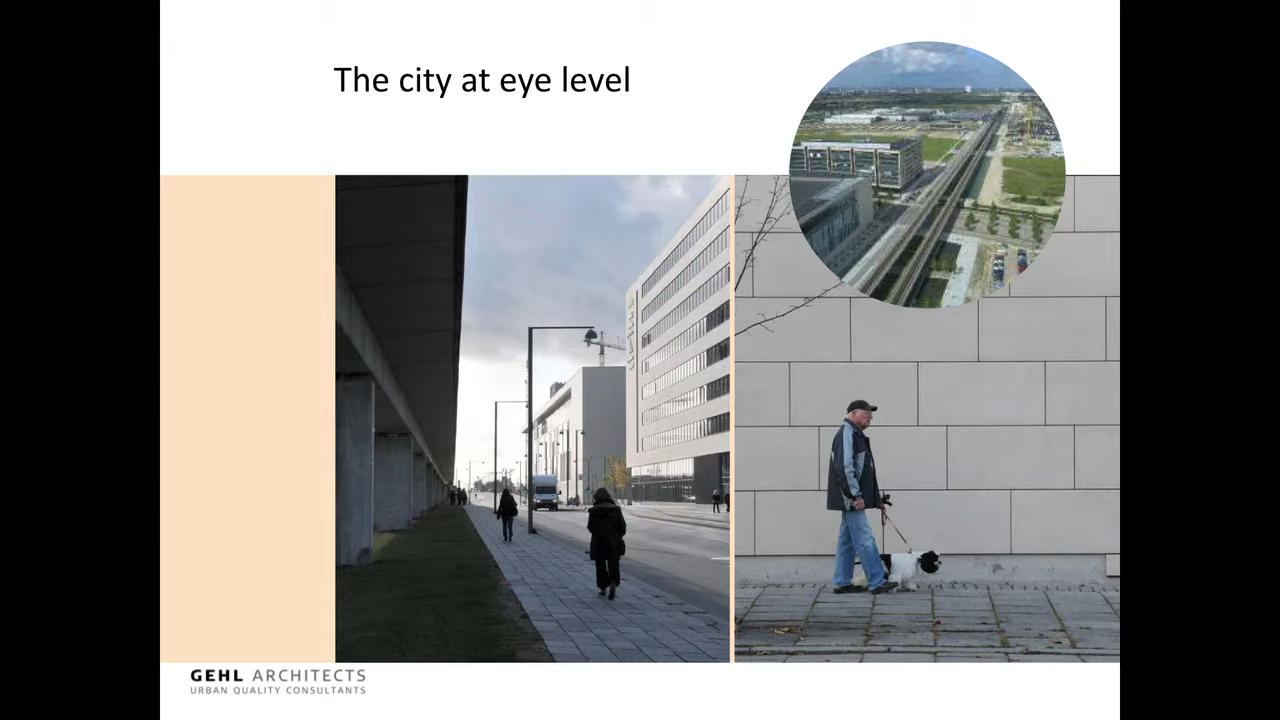 The city at eye level
GEHL ARCHITECTS
URBAN QUALITY CONSULTANTS